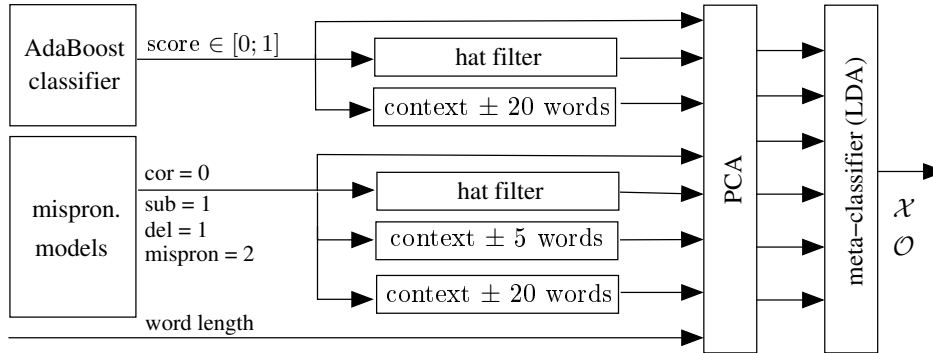 AdaBoost
classifier
score ∈ [0; 1]
hat filter
context ± 20 words
mispron.
models
cor = 0
sub = 1
del = 1
mispron = 2
hat filter
context ± 5 words
context ± 20 words
word length
PCA
meta−classifier (LDA)
𝒳
𝒪